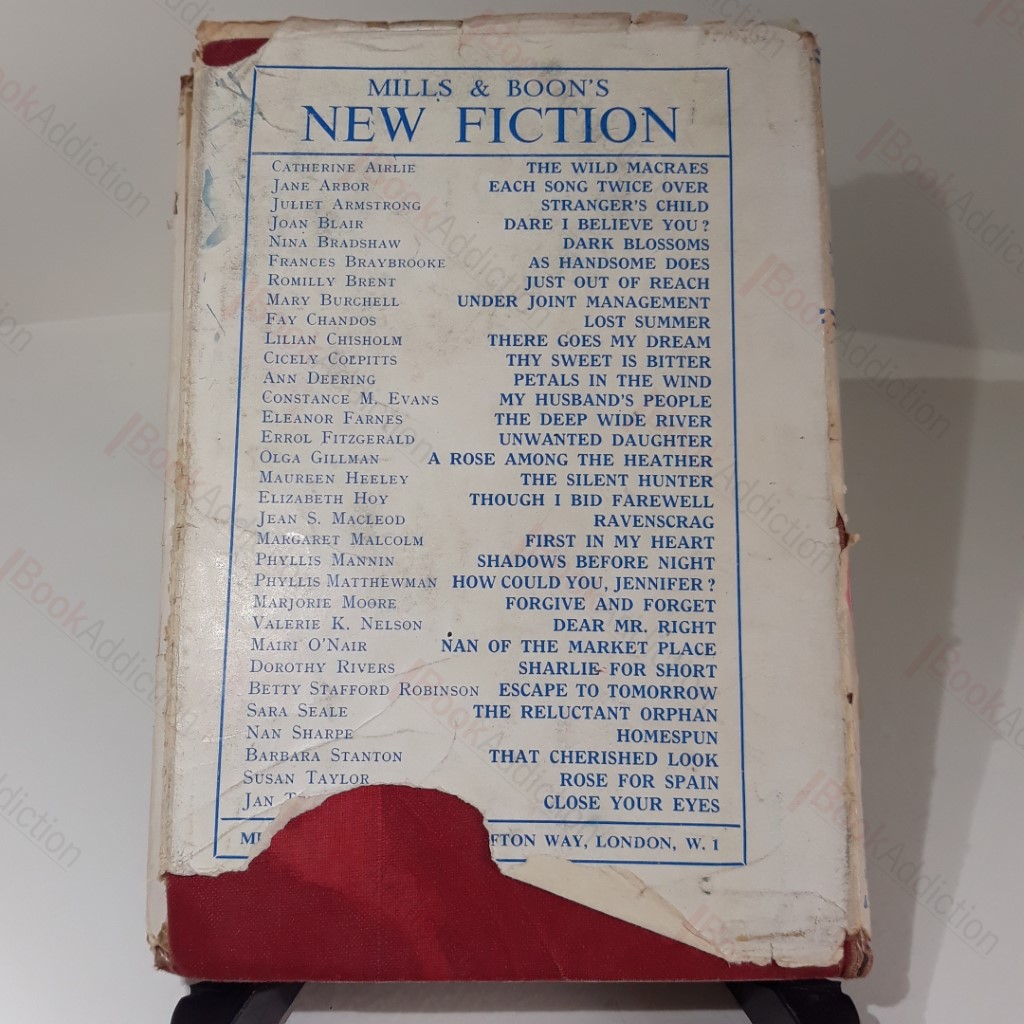 MILLS & BOON'S
NEW FICTION
CATHERINE AIRLIE THE WILD MACRAES
JANE ARBOR EACH SONG TWICE OVER
JULIET ARMSTRONG STRANGER'S CHILD
JOAN BLAIR DARE I BELIEVE YOU?
NINA BRADSHAW DARK BLOSSOMS
FRANCES BRAYBROOKE AS HANDSOME DOES
ROMILLY BRENT JUST OUT OF REACH
MARY BURCHELL UNDER JOINT MANAGEMENT
FAY CHANDOS LOST SUMMER
LILIAN CHISHOLM THERE GOES MY DREAM
CICELY COLPITTS THY SWEET IS BITTER
ANN DEERING PETALS IN THE WIND
CONSTANCE M. EVANS MY HUSBAND'S PEOPLE
ELEANOR FARNES THE DEEP WIDE RIVER
ERROL FITZGERALD UNWANTED DAUGHTER
OLGA GILLMAN A ROSE AMONG THE HEATHER
MAUREEN HEELEY THE SILENT HUNTER
ELIZABETH HOY THOUGH I BID FAREWELL
JEAN S. MACLEOD RAVENSCRAG
MARGARET MALCOLM FIRST IN MY HEART
PHYLLIS MANNIN SHADOWS BEFORE NIGHT
PHYLLIS MATTHEWMAN HOW COULD YOU, JENNIFER?
MARJORIE MOORE FORGIVE AND FORGET
VALERIE K. NELSON DEAR MR. RIGHT
MAIRI O'NAIR NAN OF THE MARKET PLACE
DOROTHY RIVERS SHARLIE FOR SHORT
BETTY STAFFORD ROBINSON ESCAPE TO TOMORROW
SARA SEALE THE RELUCTANT ORPHAN
NAN SHARPE HOMESPUN
BARBARA STANTON THAT CHERISHED LOOK
SUSAN TAYLOR ROSE FOR SPAIN
JAN CLOSE YOUR EYES
FTON WAY, LONDON, W. 1
BookAddiction